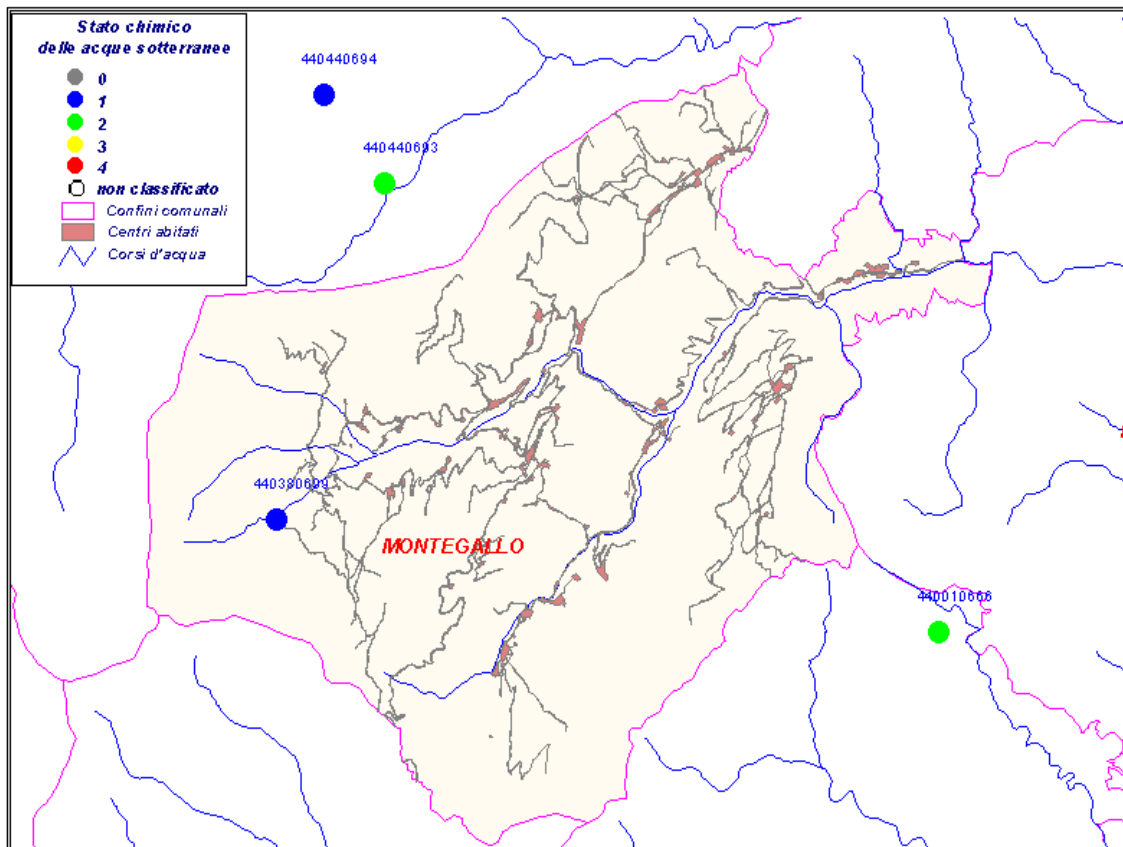 Stato chimico
delle acque sotterranee
0
1
2
3
4
non classificato
Confini comunali
Centri abitati
Corsi d'acqua
440440694
440440693
440380699
MONTEGALLO
440010666